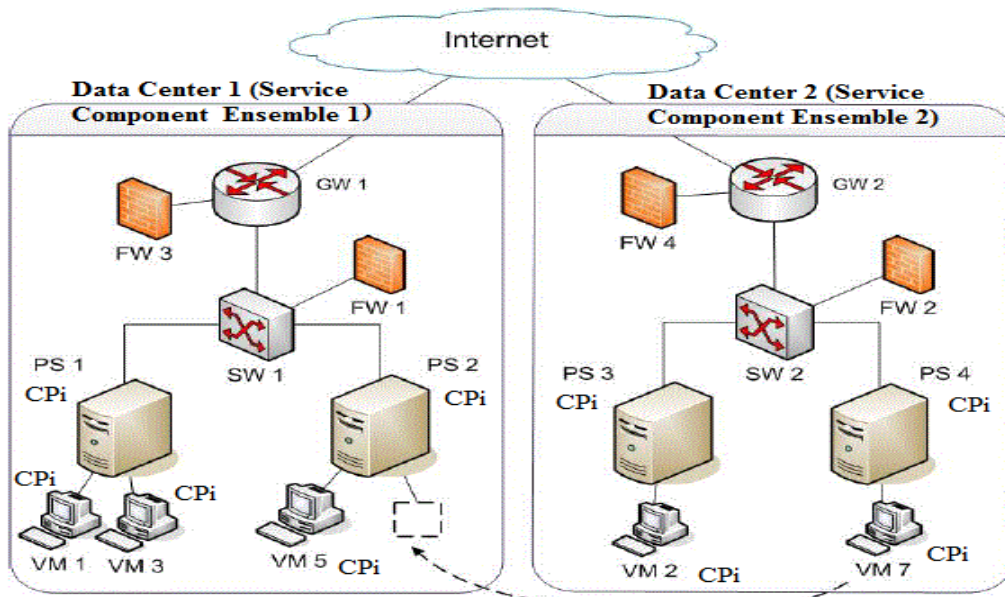 Internet
Data Center 1 (Service
Component Ensemble 1)
Data Center 2 (Service
Component Ensemble 2)
GW 1
FW 3
FW 1
SW 1
PS 1
CPi
PS 2
CPi
CPi
CPi
VM 1
VM 3
VM 5
CPi
GW 2
FW 4
FW 2
SW 2
PS 3
CPi
PS 4
CPi
VM 2
CPi
VM 7
CPi